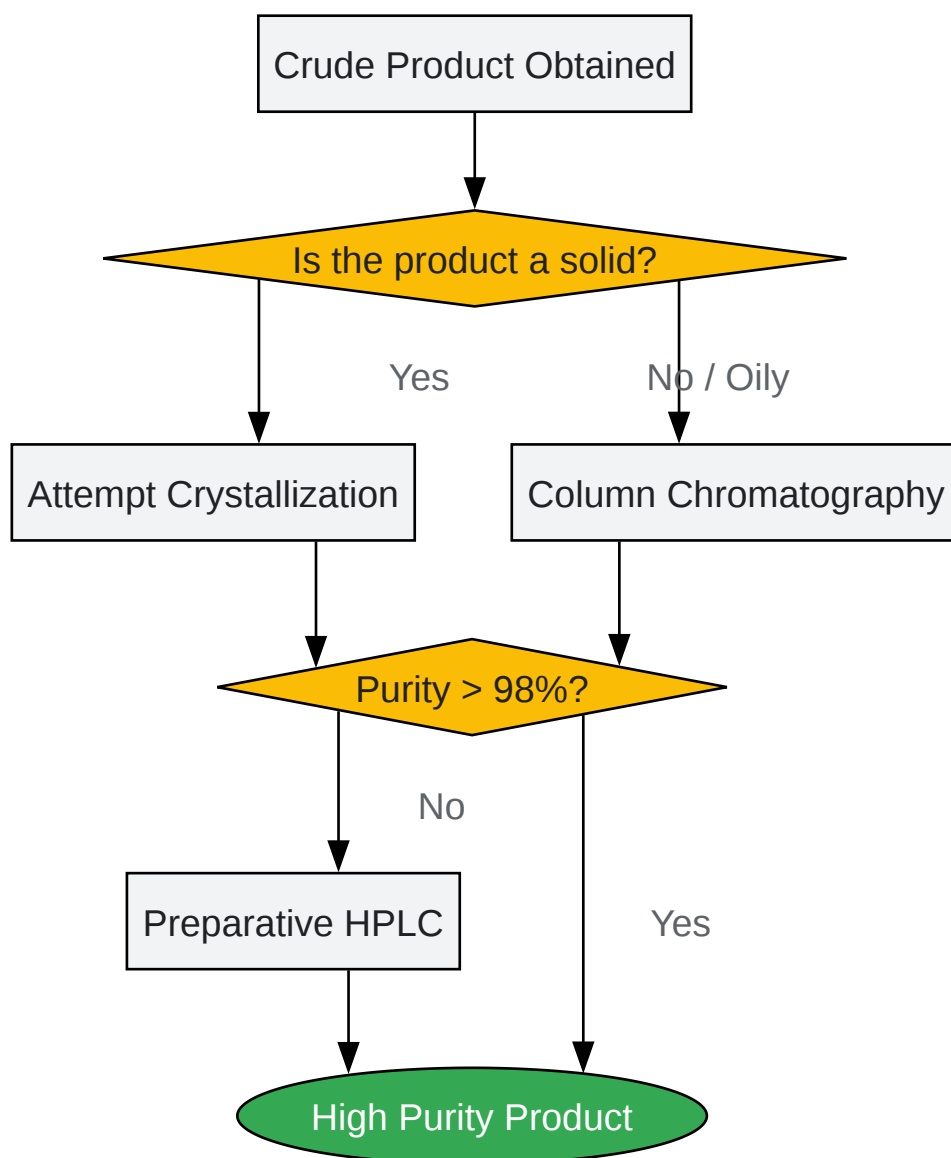 Crude Product Obtained
Is the product a solid?
Yes
No / Oily
Attempt Crystallization
Column Chromatography
Purity > 98%?
No
Preparative HPLC
Yes
High Purity Product